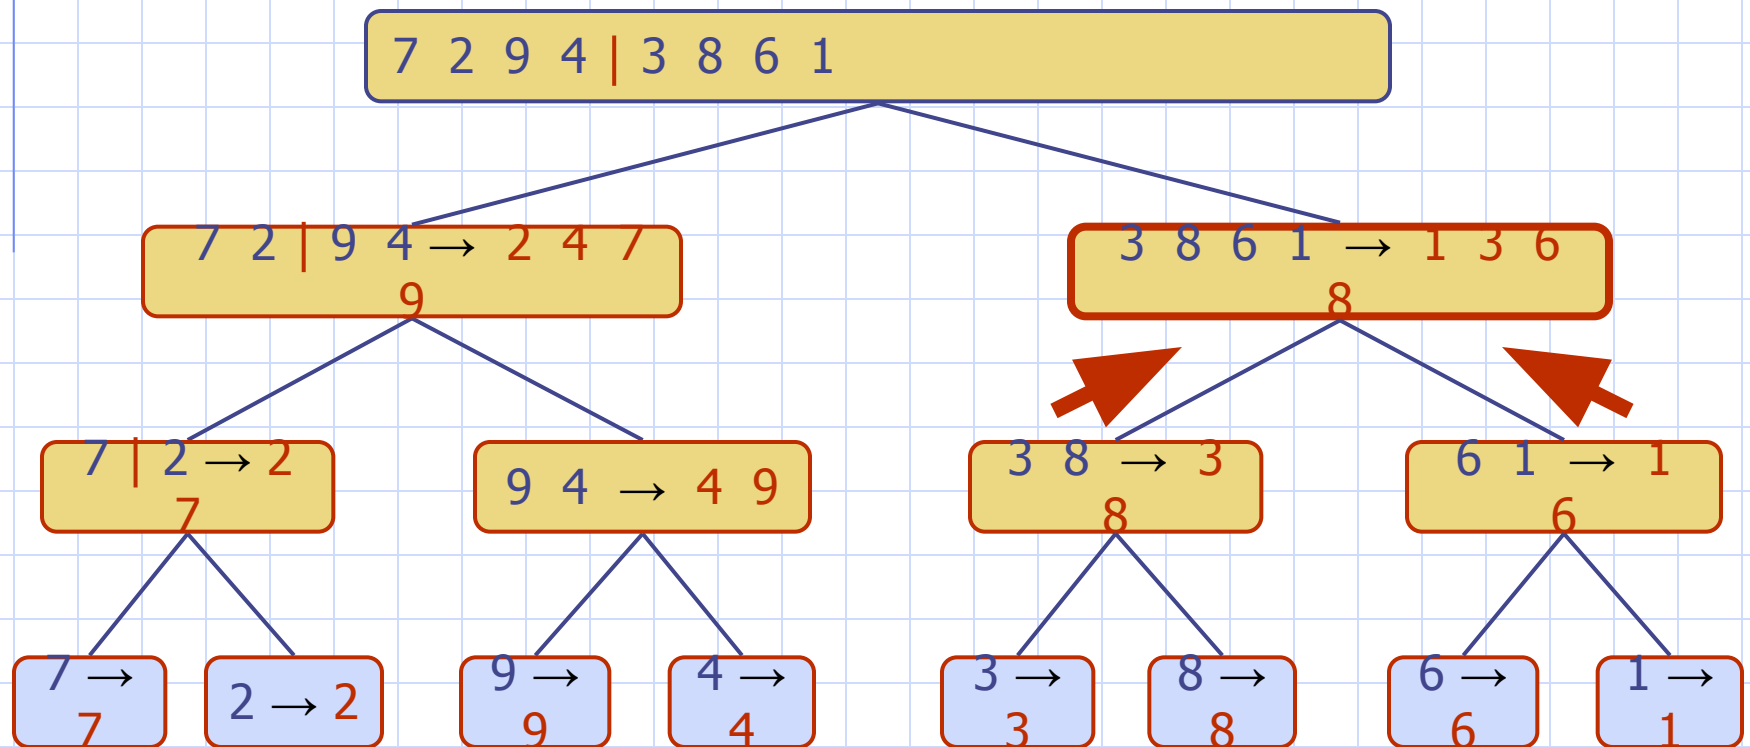 7 2 9 4 | 3 8 6 1
7 2 | 9 4 → 2 4 7
9
3 8 6 1 → 1 3 6
8
7 | 2 → 2
7
9 4 → 4 9
3 8 → 3
8
6 1 → 1
6
7 →
7
2 → 2
9 →
9
4 →
4
3 →
3
8 →
8
6 →
6
1 →
1